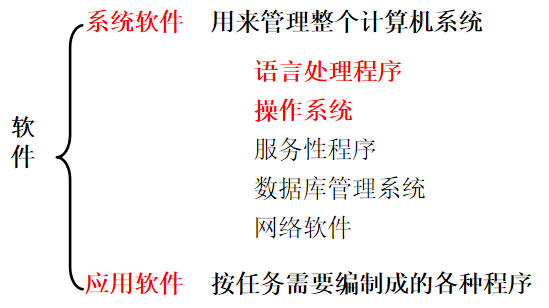 软件
系统软件 用来管理整个计算机系统
语言处理程序
操作系统
服务性程序
数据库管理系统
网络软件
应用软件 按任务需要编制成的各种程序